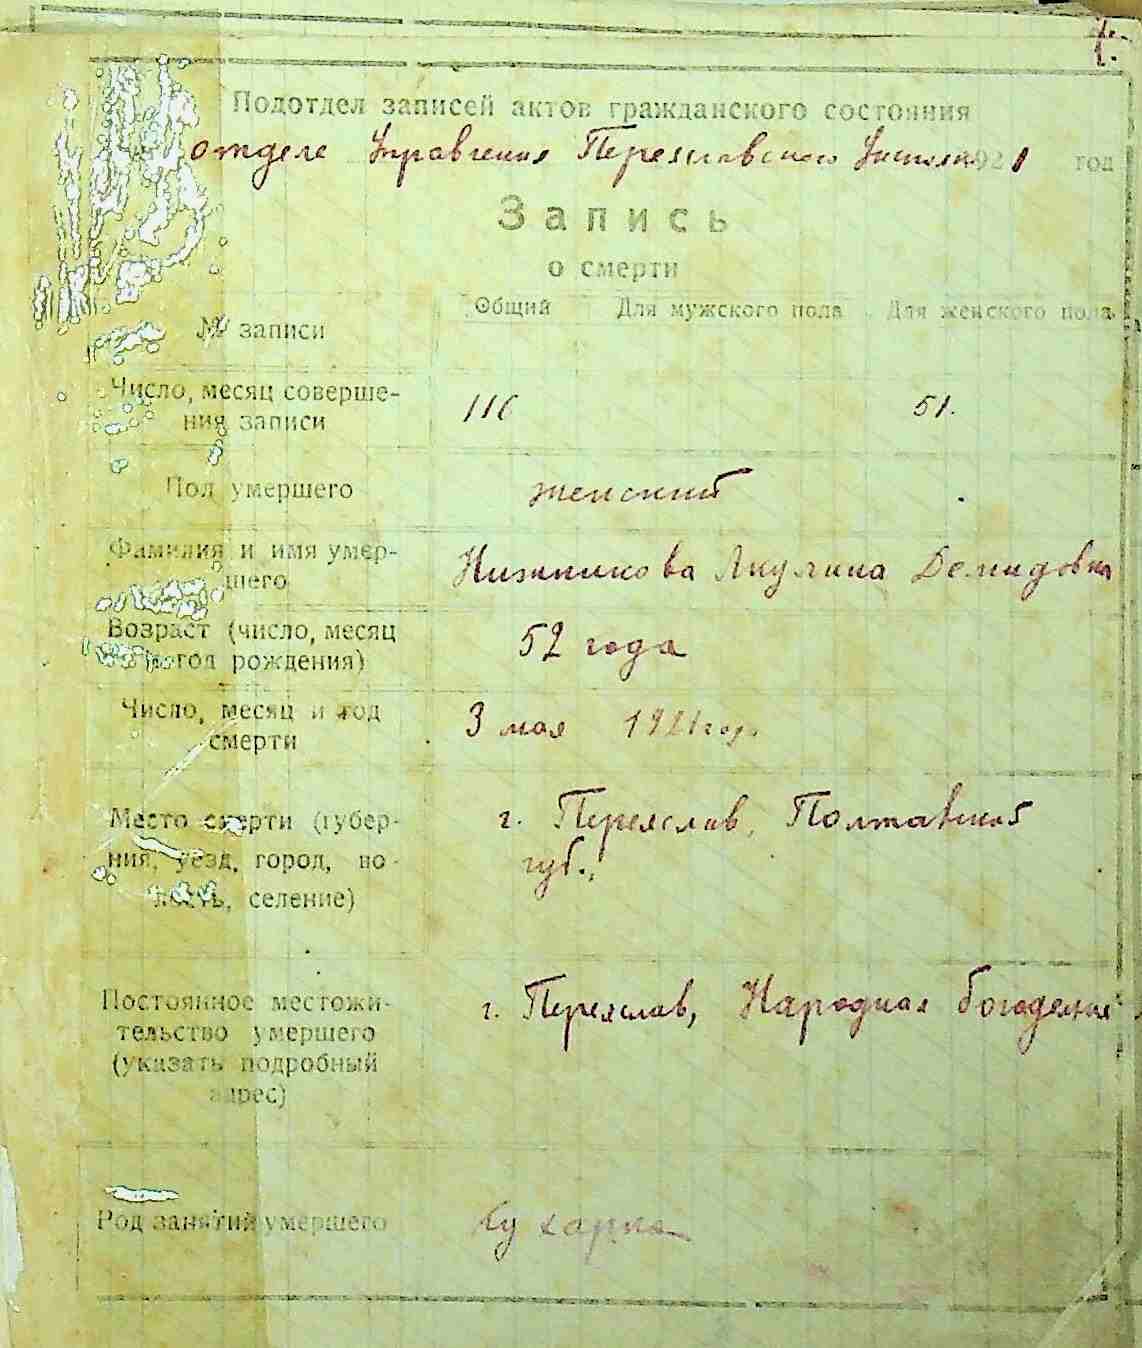 1.
Подотдел записей актов гражданского состояния
отделе Управления Переяславского 1921 год
Запись
о смерти
Общий Для мужского пола Для женского пола
№ записи
Число, месяц соверше-
ния записи 110 51.
Пол умершего женский
Фамилия и имя умер-
шего Нижникова Акулина Демидовна
Возраст (число, месяц
и год рождения) 52 года
Число, месяц и год
смерти 3 мая 1921 год.
Место смерти (губер- г. Переяслав, Полтавской
ния, уезд, город, во- губ.,
лость, селение)
Постоянное местожи- г. Переяслав, Народная богадельня
тельство умершего
(указать подробный
адрес)
Род занятий умершего Кухарка